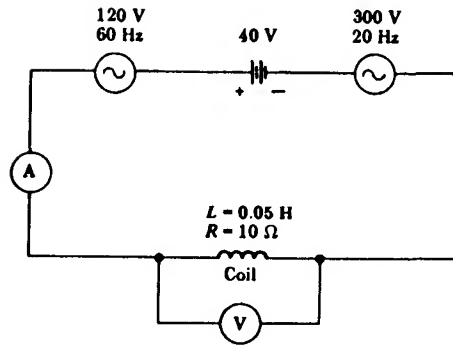 120 V
60 Hz
40 V
300 V
20 Hz
+ −
A
L = 0.05 H
R = 10 Ω
Coil
V